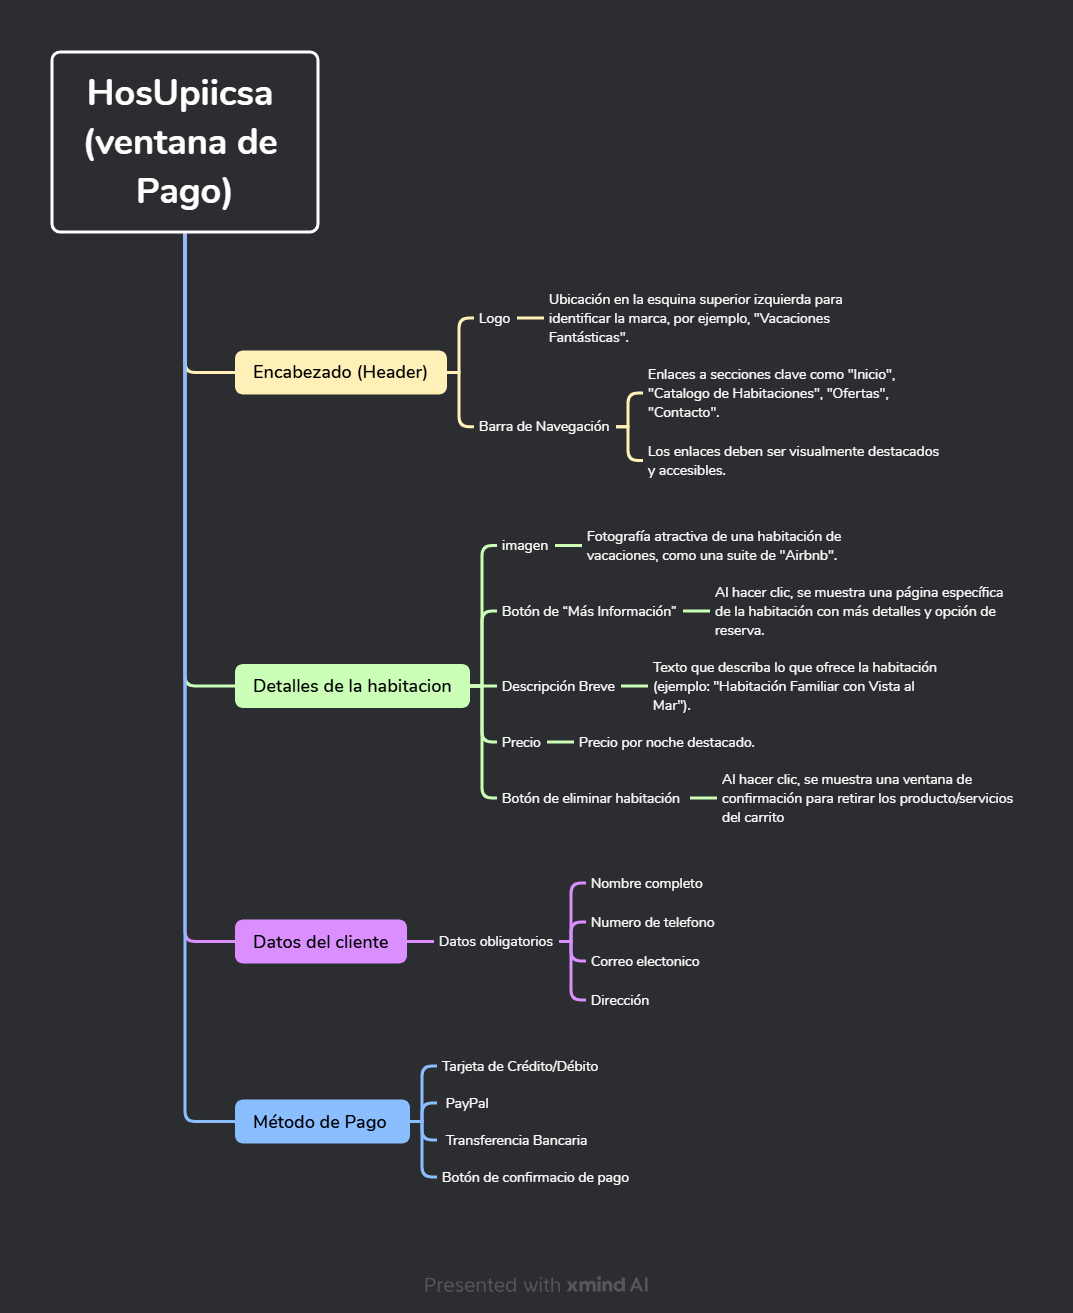 HosUpiicsa
(ventana de
Pago)
Encabezado (Header)
Logo
Ubicación en la esquina superior izquierda para
identificar la marca, por ejemplo, "Vacaciones
Fantásticas".
Barra de Navegación
Enlaces a secciones clave como "Inicio",
"Catalogo de Habitaciones", "Ofertas",
"Contacto".
Los enlaces deben ser visualmente destacados
y accesibles.
Detalles de la habitacion
imagen
Fotografía atractiva de una habitación de
vacaciones, como una suite de "Airbnb".
Botón de “Más Información”
Al hacer clic, se muestra una página específica
de la habitación con más detalles y opción de
reserva.
Descripción Breve
Texto que describa lo que ofrece la habitación
(ejemplo: "Habitación Familiar con Vista al
Mar").
Precio
Precio por noche destacado.
Botón de eliminar habitación
Al hacer clic, se muestra una ventana de
confirmación para retirar los producto/servicios
del carrito
Datos del cliente
Datos obligatorios
Nombre completo
Numero de telefono
Correo electonico
Dirección
Método de Pago
Tarjeta de Crédito/Débito
PayPal
Transferencia Bancaria
Botón de confirmacio de pago
Presented with xmind AI